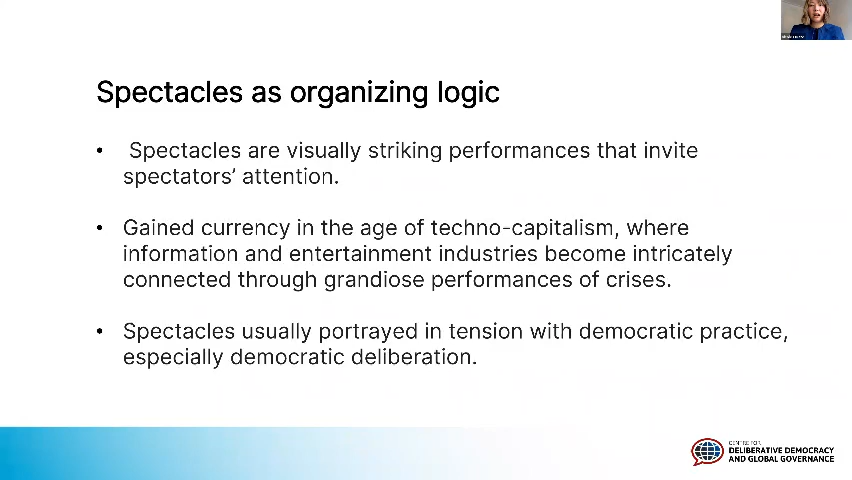 Spectacles as organizing logic
• Spectacles are visually striking performances that invite
spectators’ attention.
• Gained currency in the age of techno-capitalism, where
information and entertainment industries become intricately
connected through grandiose performances of crises.
• Spectacles usually portrayed in tension with democratic practice,
especially democratic deliberation.
CENTRE FOR
DELIBERATIVE DEMOCRACY
AND GLOBAL GOVERNANCE